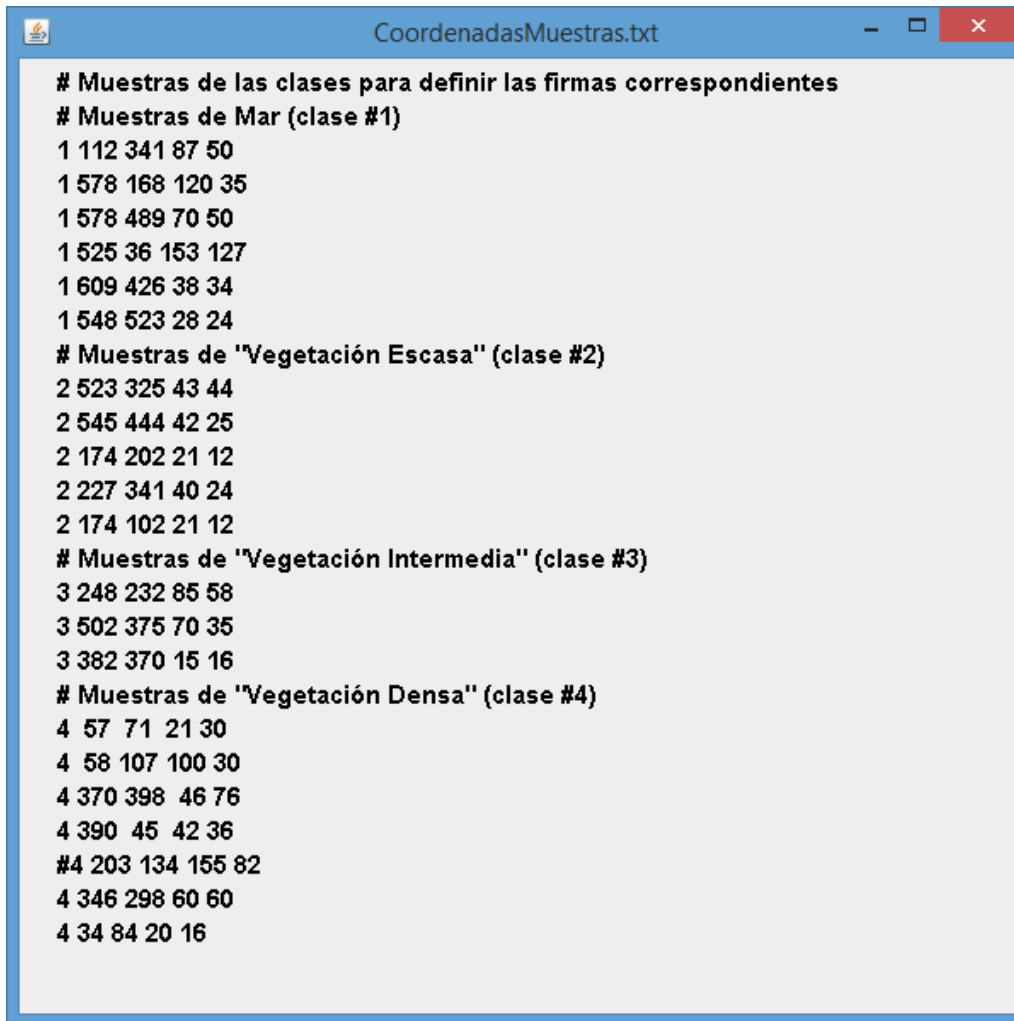 CoordenadasMuestras.txt
# Muestras de las clases para definir las firmas correspondientes
# Muestras de Mar (clase #1)
1 112 341 87 50
1 578 168 120 35
1 578 489 70 50
1 525 36 153 127
1 609 426 38 34
1 548 523 28 24
# Muestras de "Vegetación Escasa" (clase #2)
2 523 325 43 44
2 545 444 42 25
2 174 202 21 12
2 227 341 40 24
2 174 102 21 12
# Muestras de "Vegetación Intermedia" (clase #3)
3 248 232 85 58
3 502 375 70 35
3 382 370 15 16
# Muestras de "Vegetación Densa" (clase #4)
4  57  71  21 30
4  58 107 100 30
4 370 398  46 76
4 390  45  42 36
#4 203 134 155 82
4 346 298 60 60
4 34 84 20 16